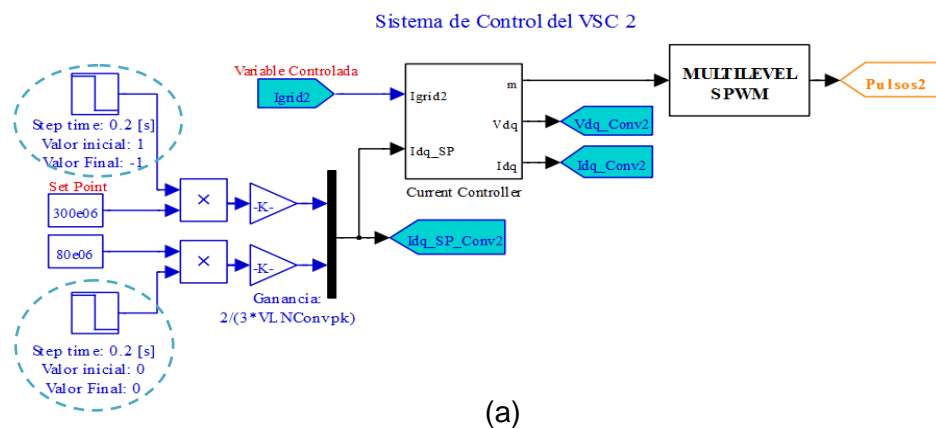 Sistema de Control del VSC 2
Step time: 0.2 [s]
Valor inicial: 1
Valor Final: -1
Set Point
300e06
80e06
×
×
-K-
-K-
Ganancia:
2/(3*VLNConvpk)
Step time: 0.2 [s]
Valor inicial: 0
Valor Final: 0
Variable Controlada
Igrid2
Igrid2
Idq_SP
m
Vdq
Idq
Current Controller
Idq_SP_Conv2
Vdq_Conv2
Idq_Conv2
MULTILEVEL
SPWM
Pulsos2
(a)